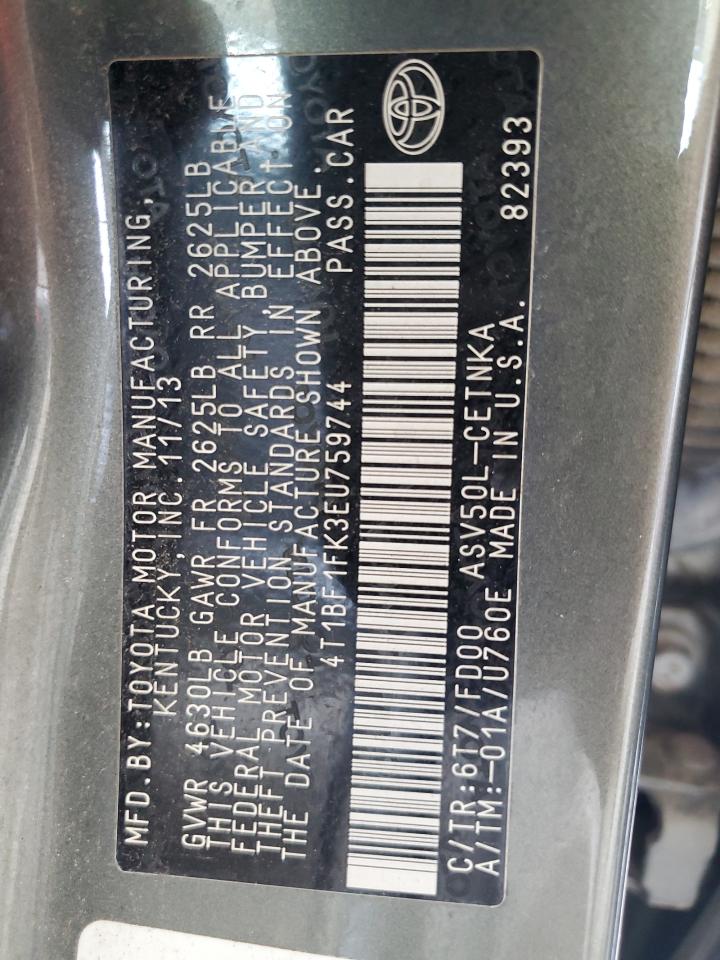 MFD.BY:TOYOTA MOTOR MANUFACTURING,
KENTUCKY,INC.11/13
GVWR 4630LB GAWR FR 2625LB RR 2625LB
THIS VEHICLE CONFORMS TO ALL APPLICABLE
FEDERAL MOTOR VEHICLE SAFETY,BUMPER,AND
THEFT PREVENTION STANDARDS IN EFFECT ON
THE DATE OF MANUFACTURE SHOWN ABOVE.
4T1BF1FK3EU759744 PASS.CAR
C/TR:6T7/FD00 ASV50L-CETNKA
A/TM:-01A/U760E MADE IN U.S.A. 82393